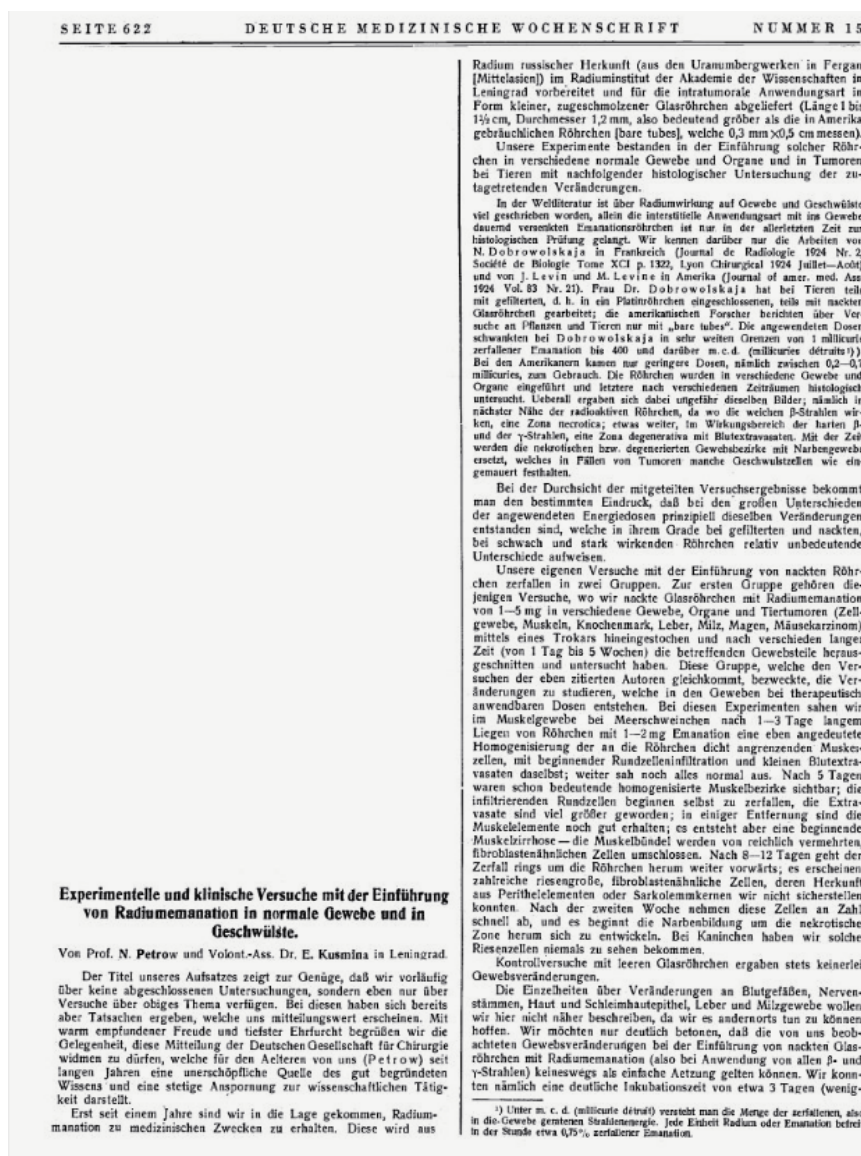 SEITE 622 DEUTSCHE MEDIZINISCHE WOCHENSCHRIFT NUMMER 15
Experimentelle und klinische Versuche mit der Einführung
von Radiumemanation in normale Gewebe und in
Geschwülste.
Von Prof. N. Petrow und Volont.-Ass. Dr. E. Kusmina in Leningrad.
Der Titel unseres Aufsatzes zeigt zur Genüge, daß wir vorläufig
über keine abgeschlossenen Untersuchungen, sondern eben nur über
Versuche über obiges Thema verfügen. Bei diesen haben sich bereits
aber Tatsachen ergeben, welche uns mitteilungswert erscheinen. Mit
warm empfundener Freude und tiefster Ehrfurcht begrüßen wir die
Gelegenheit, diese Mitteilung der Deutschen Gesellschaft für Chirurgie
widmen zu dürfen, welche für den Aelteren von uns (Petrow) seit
langen Jahren eine unerschöpfliche Quelle des gut begründeten
Wissens und eine stetige Anspornung zur wissenschaftlichen Tätig-
keit darstellt.
Erst seit einem Jahre sind wir in die Lage gekommen, Radium-
manation zu medizinischen Zwecken zu erhalten. Diese wird aus
Radium russischer Herkunft (aus den Uranumbergwerken in Fergan
[Mittelasien]) im Radiuminstitut der Akademie der Wissenschaften in
Leningrad vorbereitet und für die intratumorale Anwendungsart in
Form kleiner, zugeschmolzener Glasröhrchen abgeliefert (Länge 1 bis
1½ cm, Durchmesser 1,2 mm, also bedeutend gröber als die in Amerika
gebräuchlichen Röhrchen [bare tubes], welche 0,3 mm×0,5 cm messen).
Unsere Experimente bestanden in der Einführung solcher Röhr-
chen in verschiedene normale Gewebe und Organe und in Tumoren
bei Tieren mit nachfolgender histologischer Untersuchung der zu-
tagetretenden Veränderungen.
In der Weltliteratur ist über Radiumwirkung auf Gewebe und Geschwülste
viel geschrieben worden, allein die interstitielle Anwendungsart mit ins Gewebe
dauernd versenkten Emanationsröhrchen ist nur in der allerletzten Zeit zur
histologischen Prüfung gelangt. Wir kennen darüber nur die Arbeiten von
N. Dobrowolskaja in Frankreich (Journal de Radiologie 1924 Nr. 2,
Société de Biologie Tome XCI p. 1322, Lyon Chirurgical 1924 Juillet—Août)
und von J. Levin und M. Levine in Amerika (Journal of amer. med. Ass.
1924 Vol. 83 Nr. 21). Frau Dr. Dobrowolskaja hat bei Tieren teils
mit gefilterten, d. h. in ein Platinröhrchen eingeschlossenen, teils mit nackten
Glasröhrchen gearbeitet; die amerikanischen Forscher berichten über Ver-
suche an Pflanzen und Tieren nur mit „bare tubes“. Die angewendeten Dosen
schwankten bei Dobrowolskaja in sehr weiten Grenzen von 1 millicurie
zerfallener Emanation bis 400 und darüber m.c.d. (millicuries détruits¹)).
Bei den Amerikanern kamen nur geringere Dosen, nämlich zwischen 0,2—0,7
millicuries, zum Gebrauch. Die Röhrchen wurden in verschiedene Gewebe und
Organe eingeführt und letztere nach verschiedenen Zeiträumen histologisch
untersucht. Ueberall ergaben sich dabei ungefähr dieselben Bilder; nämlich in
nächster Nähe der radioaktiven Röhrchen, da wo die weichen β-Strahlen wir-
ken, eine Zona necrotica; etwas weiter, im Wirkungsbereich der harten β-
und der γ-Strahlen, eine Zona degenerativa mit Blutextravasaten. Mit der Zeit
werden die nekrotischen bzw. degenerierten Gewebsbezirke mit Narbengewebe
ersetzt, welches in Fällen von Tumoren manche Geschwulstzellen wie ein-
gemauert festhalten.
Bei der Durchsicht der mitgeteilten Versuchsergebnisse bekommt
man den bestimmten Eindruck, daß bei den großen Unterschieden
der angewendeten Energiedosen prinzipiell dieselben Veränderungen
entstanden sind, welche in ihrem Grade bei gefilterten und nackten,
bei schwach und stark wirkenden Röhrchen relativ unbedeutende
Unterschiede aufweisen.
Unsere eigenen Versuche mit der Einführung von nackten Röhr-
chen zerfallen in zwei Gruppen. Zur ersten Gruppe gehören die-
jenigen Versuche, wo wir nackte Glasröhrchen mit Radiumemanation
von 1—5 mg in verschiedene Gewebe, Organe und Tiertumoren (Zell-
gewebe, Muskeln, Knochenmark, Leber, Milz, Magen, Mäusekarzinom)
mittels eines Trokars hineingestochen und nach verschieden langer
Zeit (von 1 Tag bis 5 Wochen) die betreffenden Gewebsteile heraus-
geschnitten und untersucht haben. Diese Gruppe, welche den Ver-
suchen der eben zitierten Autoren gleichkommt, bezweckte, die Ver-
änderungen zu studieren, welche in den Geweben bei therapeutisch
anwendbaren Dosen entstehen. Bei diesen Experimenten sahen wir
im Muskelgewebe bei Meerschweinchen nach 1—3 Tage langem
Liegen von Röhrchen mit 1—2 mg Emanation eine eben angedeutete
Homogenisierung der an die Röhrchen dicht angrenzenden Muskel-
zellen, mit beginnender Rundzelleninfiltration und kleinen Blutextra-
vasaten daselbst; weiter sah noch alles normal aus. Nach 5 Tagen
waren schon bedeutende homogenisierte Muskelbezirke sichtbar; die
infiltrierenden Rundzellen beginnen selbst zu zerfallen, die Extra-
vasate sind viel größer geworden; in einiger Entfernung sind die
Muskelelemente noch gut erhalten; es entsteht aber eine beginnende
Muskelzirrhose — die Muskelbündel werden von reichlich vermehrten,
fibroblastenähnlichen Zellen umschlossen. Nach 8—12 Tagen geht der
Zerfall rings um die Röhrchen herum weiter vorwärts; es erscheinen
zahlreiche riesengroße, fibroblastenähnliche Zellen, deren Herkunft
aus Perithelelementen oder Sarkolemmkernen wir nicht sicherstellen
konnten. Nach der zweiten Woche nehmen diese Zellen an Zahl
schnell ab, und es beginnt die Narbenbildung um die nekrotische
Zone herum sich zu entwickeln. Bei Kaninchen haben wir solche
Riesenzellen niemals zu sehen bekommen.
Kontrollversuche mit leeren Glasröhrchen ergaben stets keinerlei
Gewebsveränderungen.
Die Einzelheiten über Veränderungen an Blutgefäßen, Nerven-
stämmen, Haut und Schleimhautepithel, Leber und Milzgewebe wollen
wir hier nicht näher beschreiben, da wir es andernorts tun zu können
hoffen. Wir möchten nur deutlich betonen, daß die von uns beob-
achteten Gewebsveränderungen bei der Einführung von nackten Glas-
röhrchen mit Radiumemanation (also bei Anwendung von allen β- und
γ-Strahlen) keineswegs als einfache Aetzung gelten können. Wir konn-
ten nämlich eine deutliche Inkubationszeit von etwa 3 Tagen (wenig-
¹) Unter m. c. d. (millicurie détruit) versteht man die Menge der zerfallenen, also
in die Gewebe geratenen Strahlenenergie. Jede Einheit Radium oder Emanation befreit
in der Stunde etwa 0,75% zerfallener Emanation.